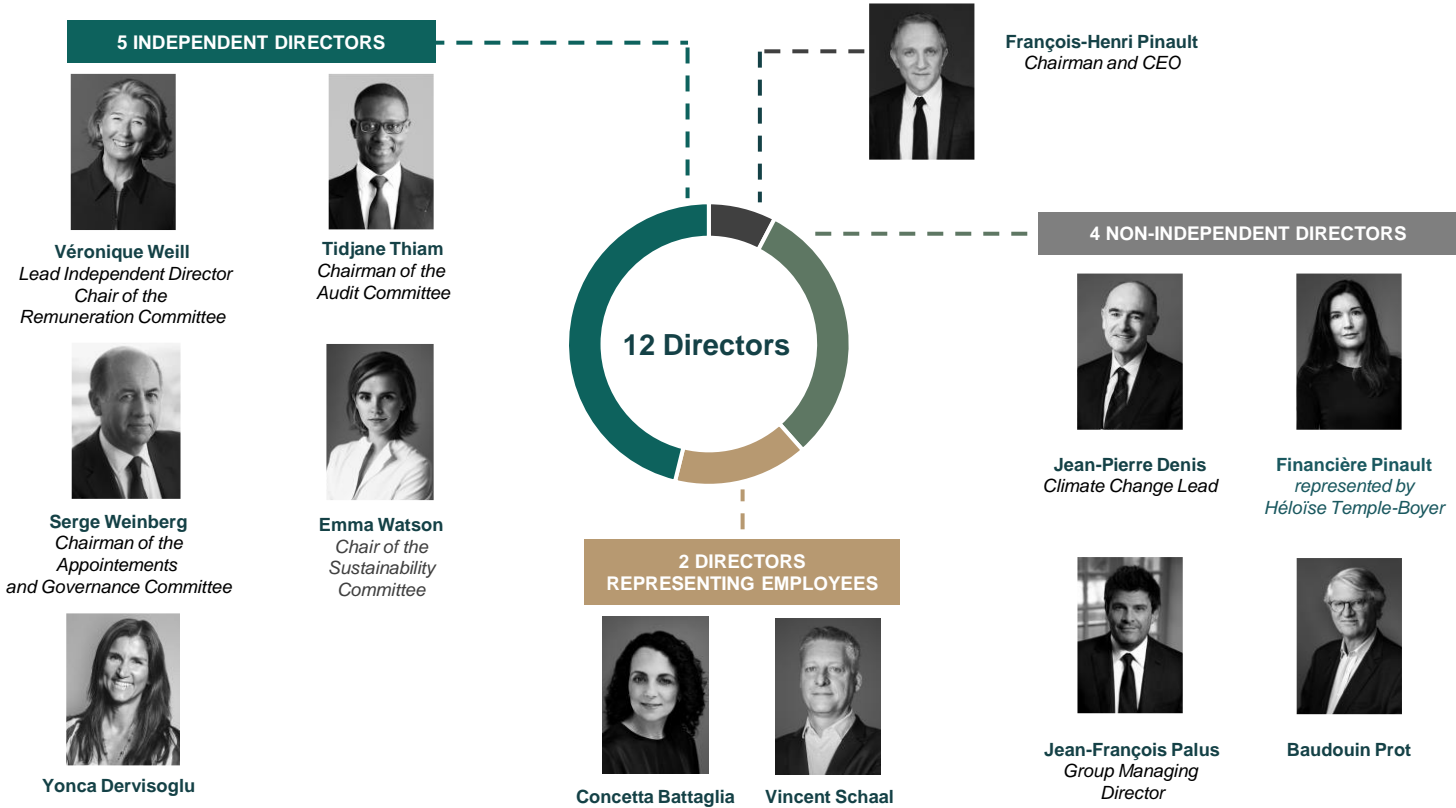 5 INDEPENDENT DIRECTORS
Véronique Weill
Lead Independent Director
Chair of the
Remuneration Committee
Tidjane Thiam
Chairman of the
Audit Committee
Serge Weinberg
Chairman of the
Appointements
and Governance Committee
Emma Watson
Chair of the
Sustainability
Committee
Yonca Dervisoglu
François-Henri Pinault
Chairman and CEO
12 Directors
4 NON-INDEPENDENT DIRECTORS
Jean-Pierre Denis
Climate Change Lead
Financière Pinault
represented by
Héloïse Temple-Boyer
Jean-François Palus
Group Managing
Director
Baudouin Prot
2 DIRECTORS
REPRESENTING EMPLOYEES
Concetta Battaglia
Vincent Schaal